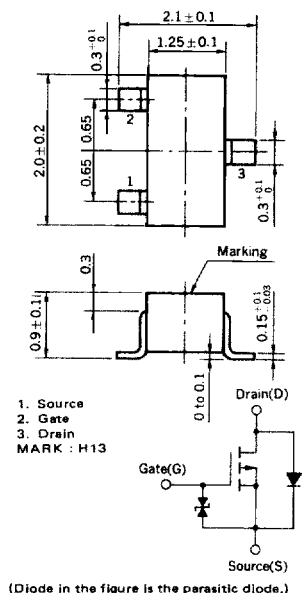 2.1±0.1
1.25±0.1
0.3 +0.1 0
2
2.0±0.2
0.65
0.65
1
3
0.3 +0.1 0
Marking
0.3
0.9±0.1
0.15 +0.1 -0.03
0 to 0.1
1. Source
2. Gate
3. Drain
MARK : H13
Drain(D)
Gate(G)
Source(S)
(Diode in the figure is the parasitic diode.)